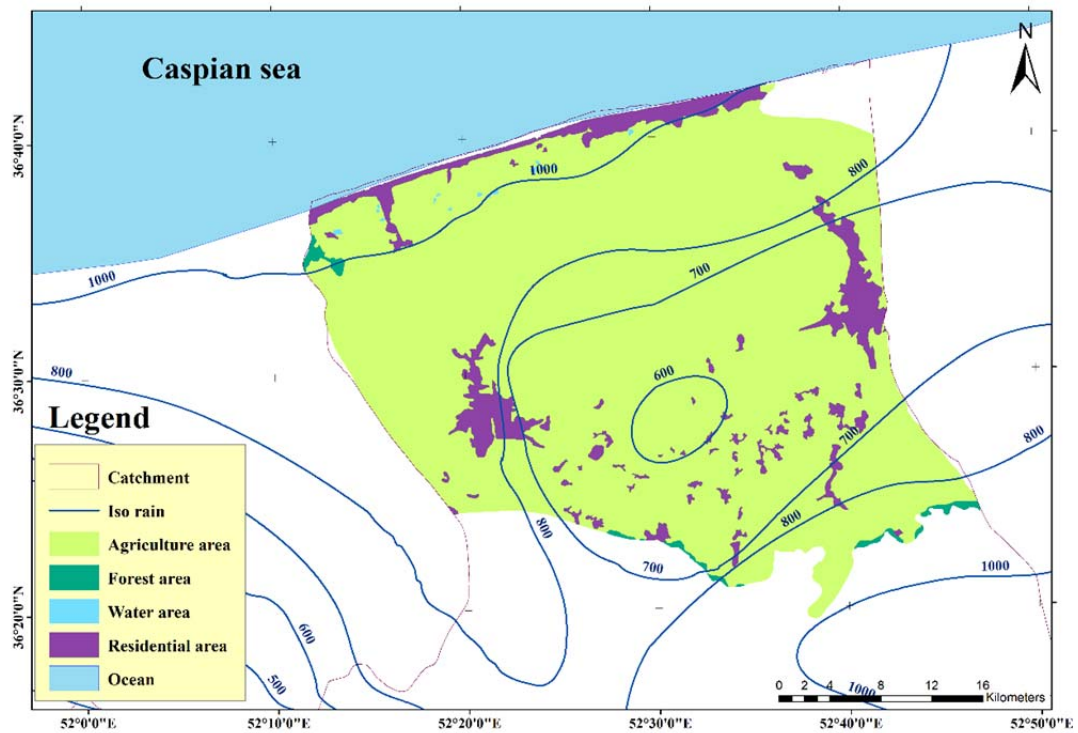 Caspian sea
N
36°40'0"N
36°30'0"N
36°20'0"N
1000
1000
800
700
800
600
700
800
800
700
800
1000
1000
600
500
Legend
Catchment
Iso rain
Agriculture area
Forest area
Water area
Residential area
Ocean
0 2 4 8 12 16
Kilometers
52°0'0"E
52°10'0"E
52°20'0"E
52°30'0"E
52°40'0"E
52°50'0"E